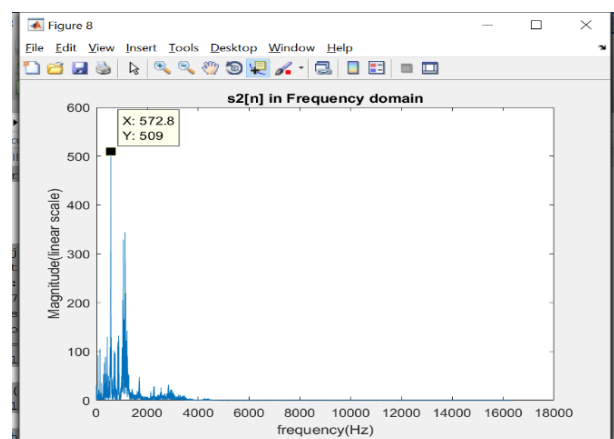 Figure 8
File Edit View Insert Tools Desktop Window Help
s2[n] in Frequency domain
X: 572.8
Y: 509
600
500
400
300
200
100
0
Magnitude(linear scale)
0 2000 4000 6000 8000 10000 12000 14000 16000 18000
frequency(Hz)